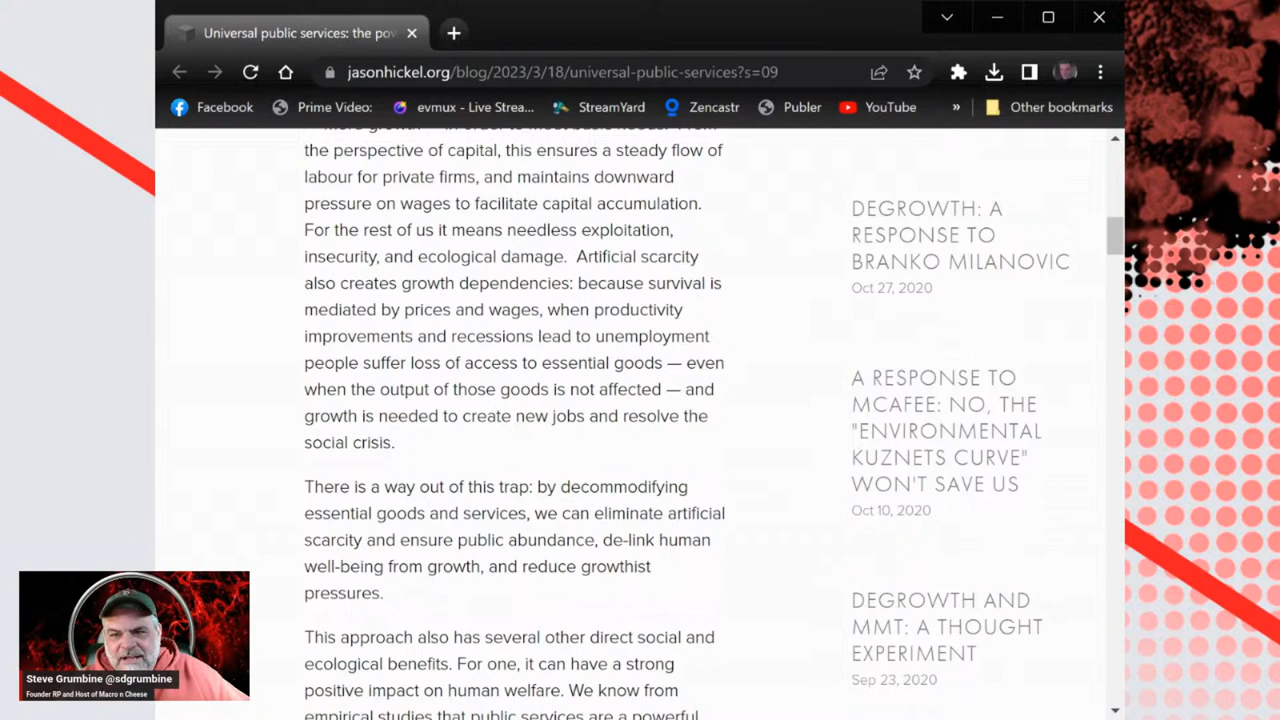 Universal public services: the pov
jasonhickel.org/blog/2023/3/18/universal-public-services?s=09
Facebook
Prime Video:
evmux - Live Strea...
StreamYard
Zencastr
Publer
YouTube
»
Other bookmarks
the perspective of capital, this ensures a steady flow of
labour for private firms, and maintains downward
pressure on wages to facilitate capital accumulation.
For the rest of us it means needless exploitation,
insecurity, and ecological damage.  Artificial scarcity
also creates growth dependencies: because survival is
mediated by prices and wages, when productivity
improvements and recessions lead to unemployment
people suffer loss of access to essential goods — even
when the output of those goods is not affected — and
growth is needed to create new jobs and resolve the
social crisis.
There is a way out of this trap: by decommodifying
essential goods and services, we can eliminate artificial
scarcity and ensure public abundance, de-link human
well-being from growth, and reduce growthist
pressures.
This approach also has several other direct social and
ecological benefits. For one, it can have a strong
positive impact on human welfare. We know from
empirical studies that public services are a powerful
DEGROWTH: A
RESPONSE TO
BRANKO MILANOVIC
Oct 27, 2020
A RESPONSE TO
MCAFEE: NO, THE
"ENVIRONMENTAL
KUZNETS CURVE"
WON'T SAVE US
Oct 10, 2020
DEGROWTH AND
MMT: A THOUGHT
EXPERIMENT
Sep 23, 2020
Steve Grumbine @sdgrumbine
Founder RP and Host of Macro n Cheese